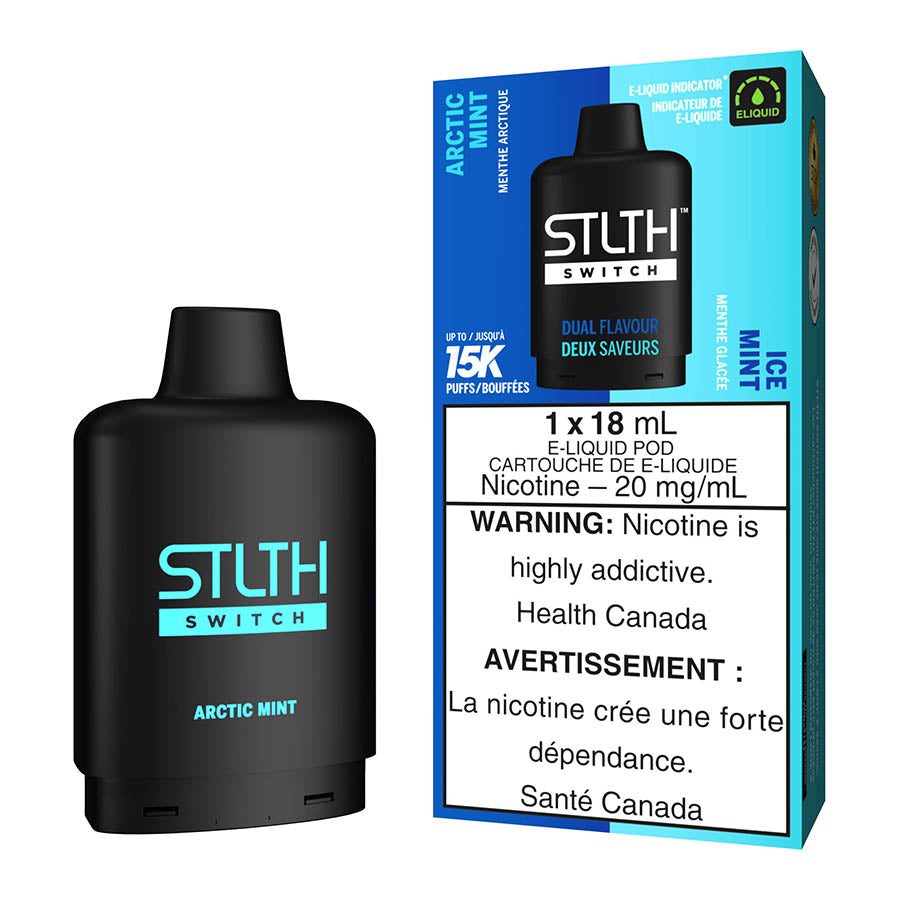 STLTH
SWITCH
ARCTIC MINT
ARCTIC
MINT
MENTHE ARCTIQUE
E-LIQUID INDICATOR*
INDICATEUR DE
E-LIQUIDE
ELIQUID
STLTH™
SWITCH
DUAL FLAVOUR
DEUX SAVEURS
UP TO / JUSQU'À
15K
PUFFS/BOUFFÉES
ICE
MINT
MENTHE GLACÉE
1 x 18 mL
E-LIQUID POD
CARTOUCHE DE E-LIQUIDE
Nicotine – 20 mg/mL
WARNING: Nicotine is
highly addictive.
Health Canada
AVERTISSEMENT :
La nicotine crée une forte
dépendance.
Santé Canada